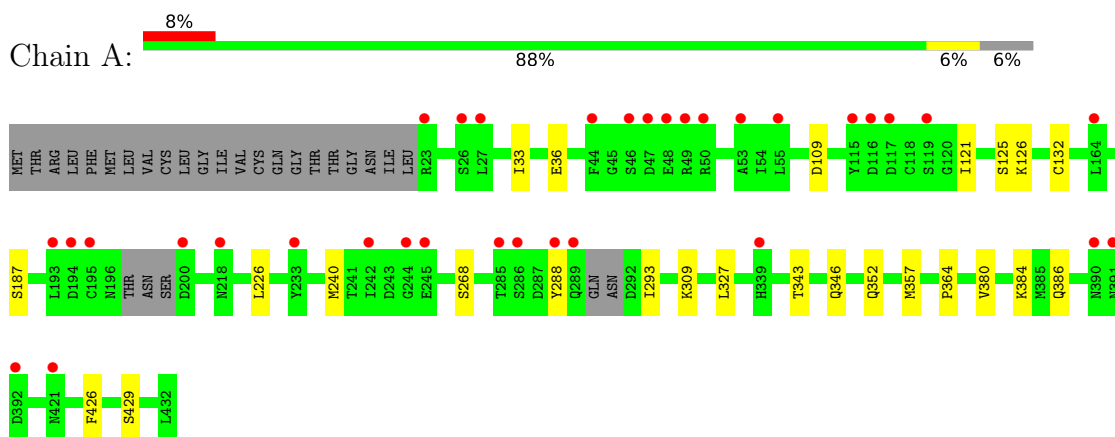 8%
Chain A:
88% 6% 6%
MET THR ARG LEU PHE MET LEU VAL CYS LEU GLY ILE VAL CYS GLN GLY THR THR GLY ASN ILE LEU R23 S26 L27 I33 E36 F44 G45 S46 D47 E48 R49 R50 A53 I54 L55 D109 Y115 D116 D117 C118 S119 G120 I121 S125 K126 C132 L164
S187 L193 D194 C195 N196 THR ASN SER D200 N218 L226 Y233 M240 T241 I242 D243 G244 E245 S268 T285 S286 D287 Y288 Q289 GLN ASN D292 I293 K309 L327 H339 T343 Q346 Q352 M357 P364 V380 K384 M385 Q386 N390 N391
D392 N421 F426 S429 L432